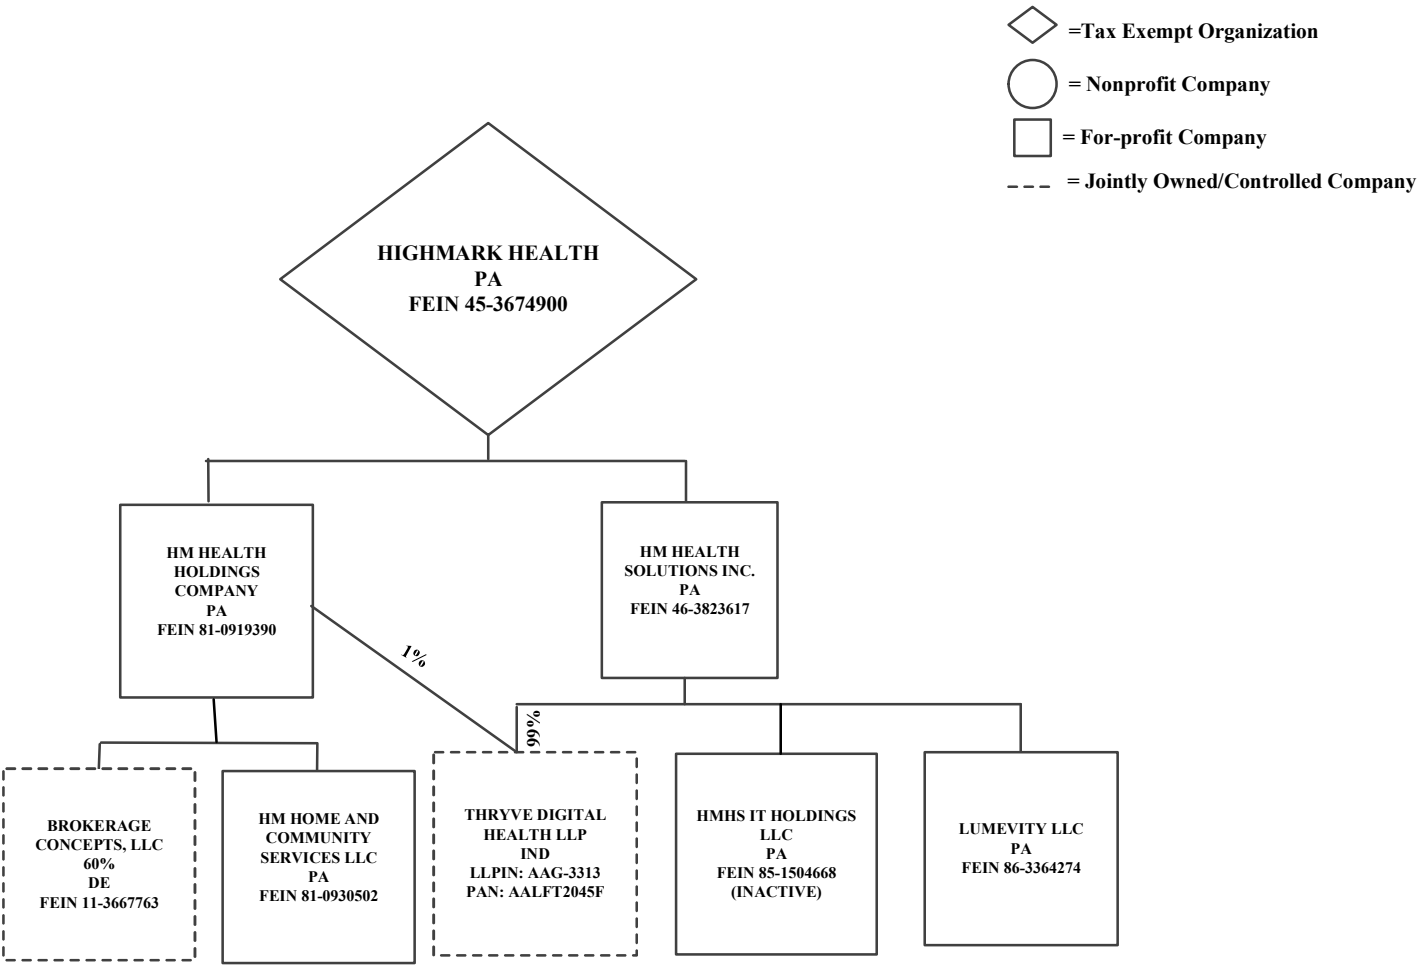 =Tax Exempt Organization
= Nonprofit Company
= For-profit Company
= Jointly Owned/Controlled Company
HIGHMARK HEALTH
PA
FEIN 45-3674900
HM HEALTH
HOLDINGS
COMPANY
PA
FEIN 81-0919390
HM HEALTH
SOLUTIONS INC.
PA
FEIN 46-3823617
1%
99%
BROKERAGE
CONCEPTS, LLC
60%
DE
FEIN 11-3667763
HM HOME AND
COMMUNITY
SERVICES LLC
PA
FEIN 81-0930502
THRYVE DIGITAL
HEALTH LLP
IND
LLPIN: AAG-3313
PAN: AALFT2045F
HMHS IT HOLDINGS
LLC
PA
FEIN 85-1504668
(INACTIVE)
LUMEVITY LLC
PA
FEIN 86-3364274